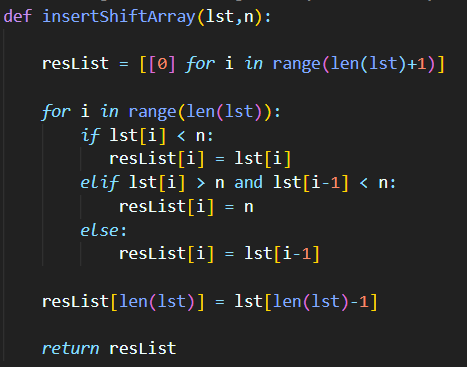 def insertShiftArray(lst,n):
resList = [[0] for i in range(len(lst)+1)]
for i in range(len(lst)):
if lst[i] < n:
resList[i] = lst[i]
elif lst[i] > n and lst[i-1] < n:
resList[i] = n
else:
resList[i] = lst[i-1]
resList[len(lst)] = lst[len(lst)-1]
return resList